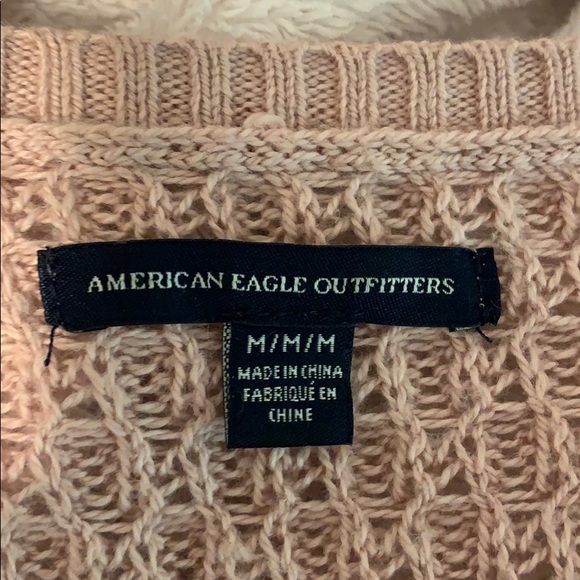 AMERICAN EAGLE OUTFITTERS
M/M/M
MADE IN CHINA
FABRIQUÉ EN
CHINE